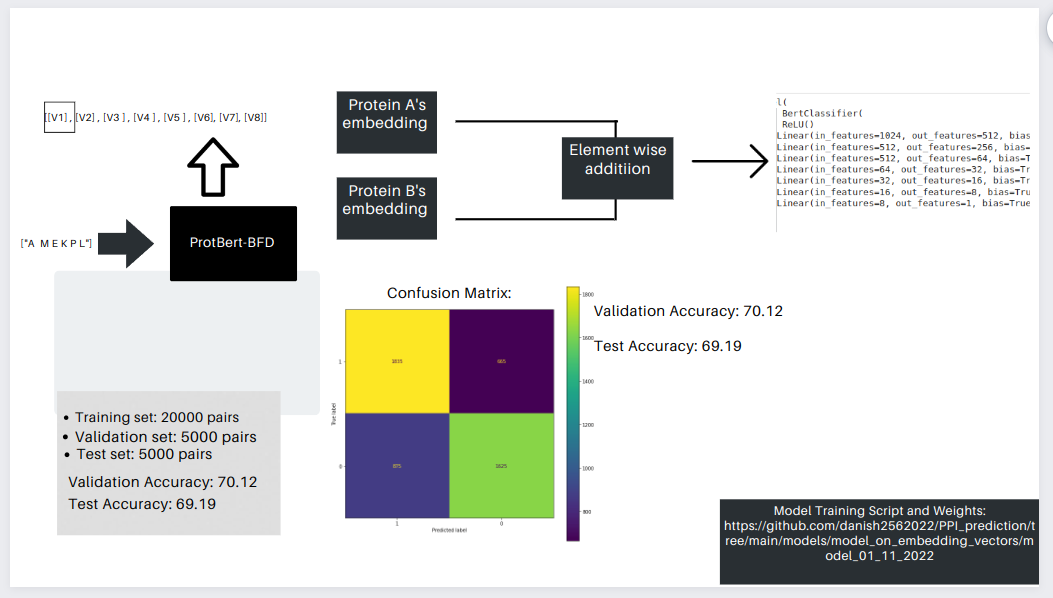 [[V1] , [V2] , [V3 ] , [V4 ] , [V5 ] , [V6], [V7], [V8]]
["A M E K P L"]
ProtBert-BFD
Protein A's
embedding
Protein B's
embedding
Element wise
additiion
l(
BertClassifier(
ReLU()
Linear(in_features=1024, out_features=512, bias
Linear(in_features=512, out_features=256, bias=
Linear(in_features=512, out_features=64, bias=T
Linear(in_features=64, out_features=32, bias=Tr
Linear(in_features=32, out_features=16, bias=Tr
Linear(in_features=16, out_features=8, bias=Tru
Linear(in_features=8, out_features=1, bias=True
• Training set: 20000 pairs
• Validation set: 5000 pairs
• Test set: 5000 pairs
Validation Accuracy: 70.12
Test Accuracy: 69.19
Confusion Matrix:
True label
1
0
1835
665
875
1625
1
0
Predicted label
1800
1600
1400
1200
1000
800
Validation Accuracy: 70.12
Test Accuracy: 69.19
Model Training Script and Weights:
https://github.com/danish2562022/PPI_prediction/t
ree/main/models/model_on_embedding_vectors/m
odel_01_11_2022